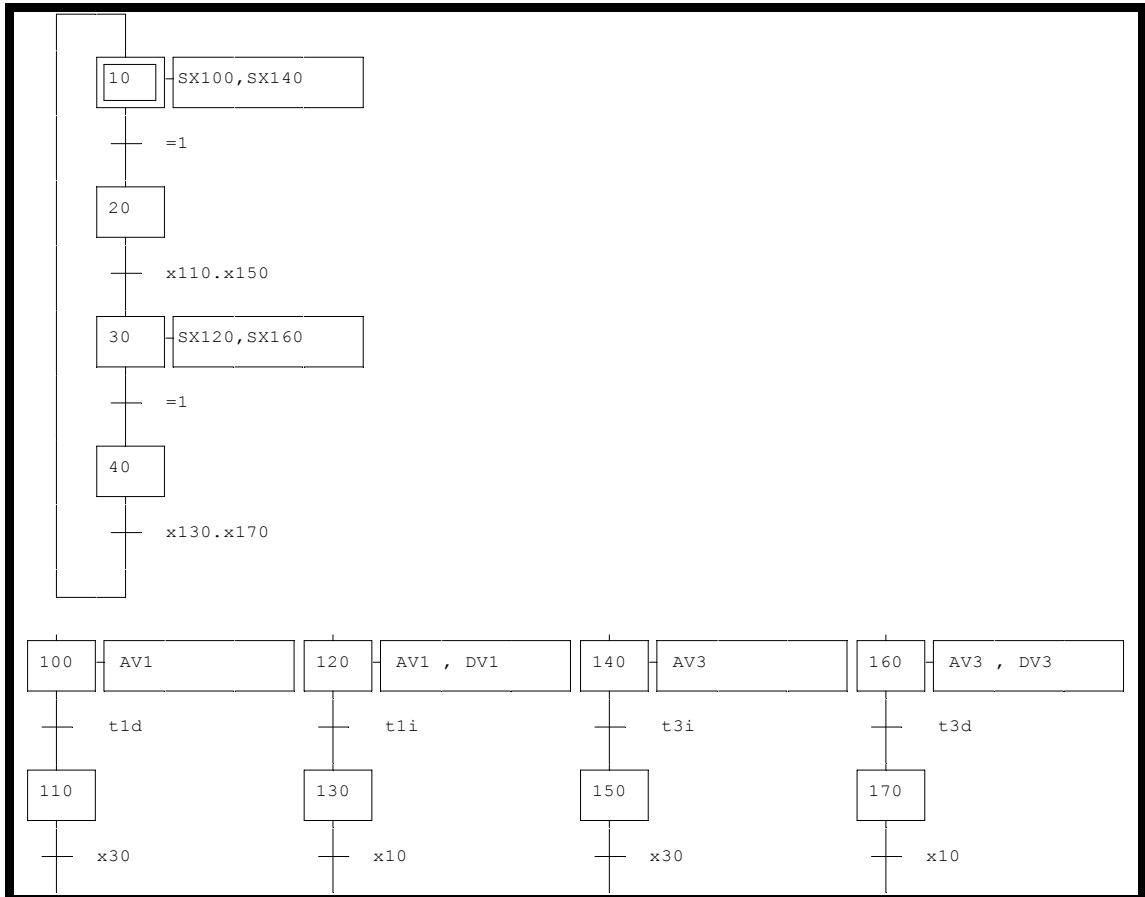 10 SX100,SX140
=1
20
x110.x150
30 SX120,SX160
=1
40
x130.x170
100 AV1 120 AV1 , DV1 140 AV3 160 AV3 , DV3
t1d t1i t3i t3d
110 130 150 170
x30 x10 x30 x10